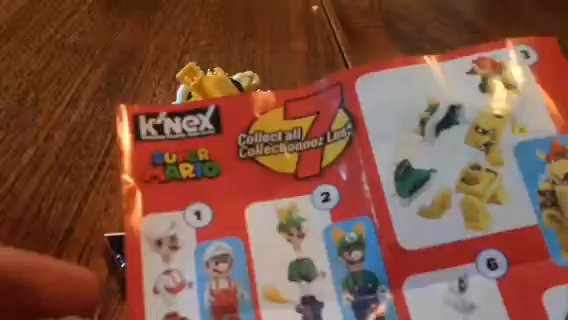 K'NEX
SUPER
MARIO
Collect all
7
Collectionnez Les
1
2
3
6